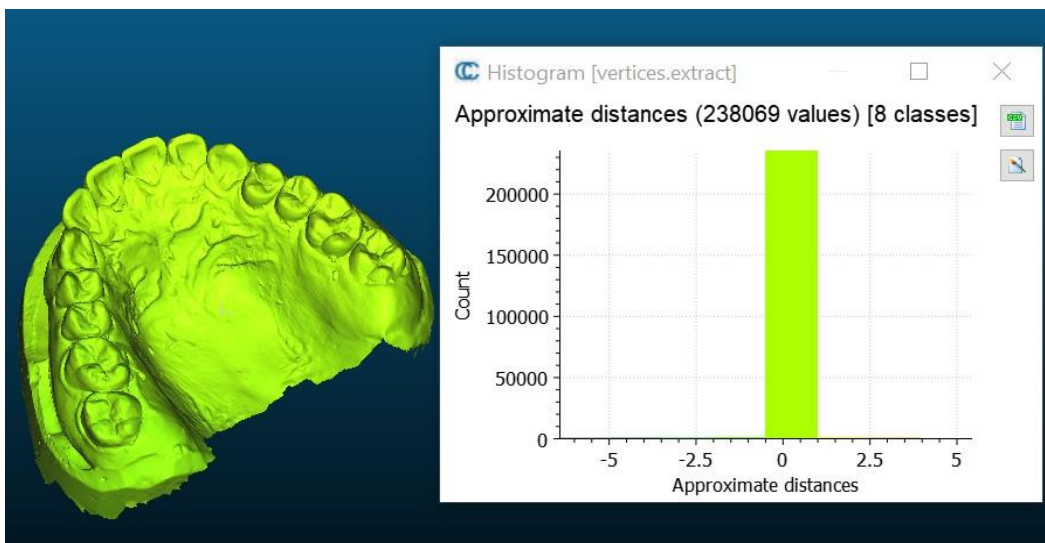 Histogram [vertices.extract]
Approximate distances (238069 values) [8 classes]
200000
150000
100000
50000
0
Count
-5 -2.5 0 2.5 5
Approximate distances